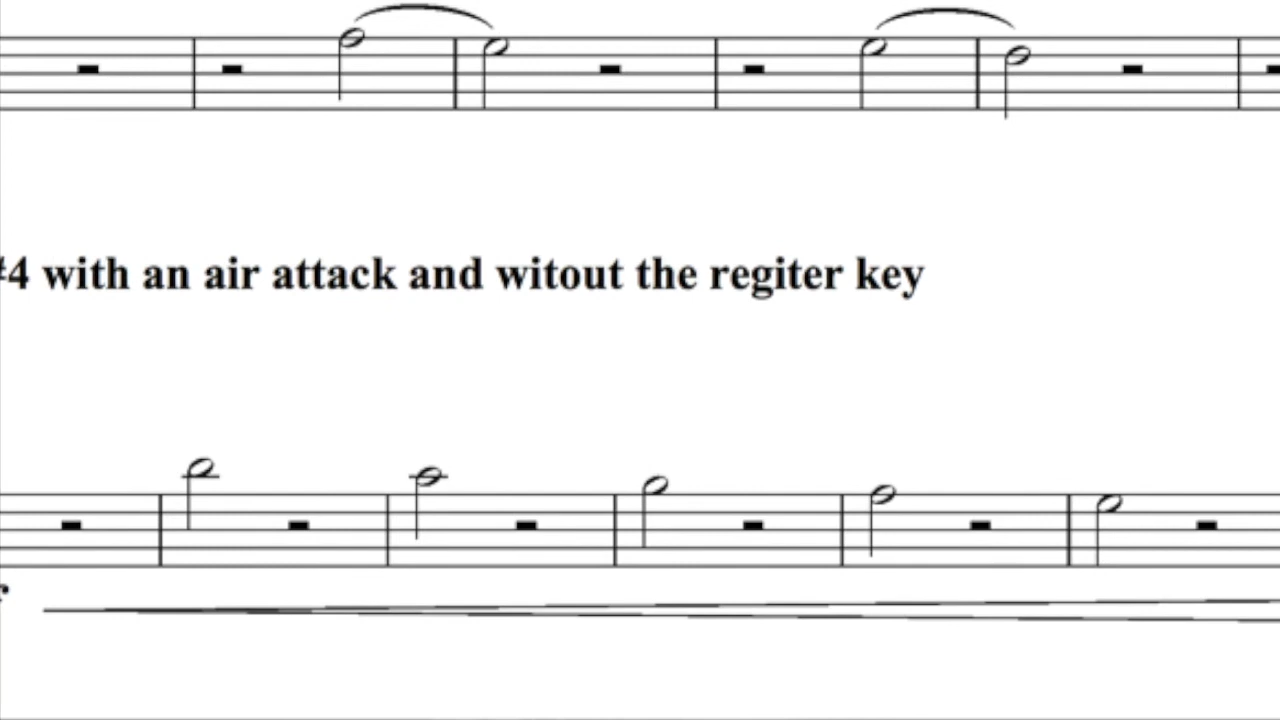 #4 with an air attack and witout the regiter key